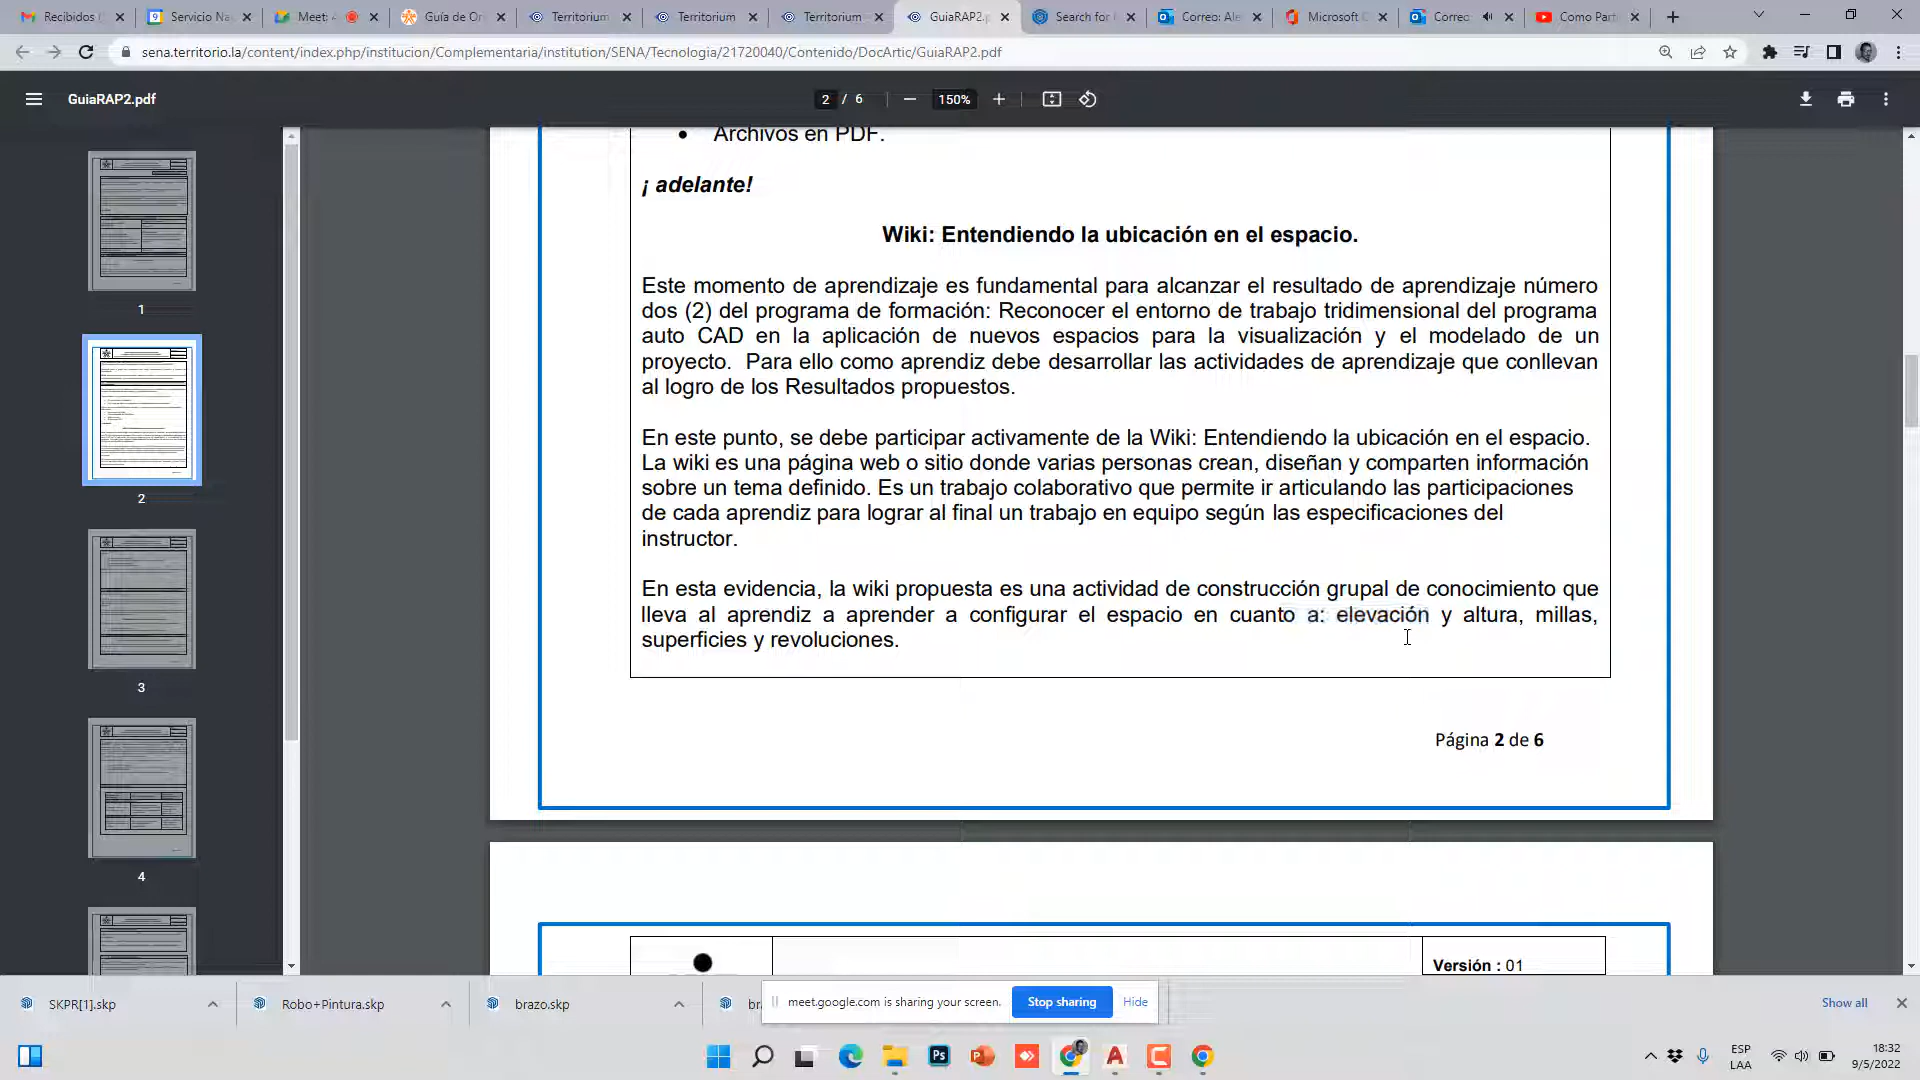 Recibidos
Servicio Na
Meet:
Guía de Or
Territorium
Territorium
Territorium
GuiaRAP2.p
Search for
Correo: Ale
Microsoft
Correo
Como Part
sena.territorio.la/content/index.php/institucion/Complementaria/institution/SENA/Tecnologia/21720040/Contenido/DocArtic/GuiaRAP2.pdf
GuiaRAP2.pdf
2 / 6
150%
Archivos en PDF.
¡ adelante!
Wiki: Entendiendo la ubicación en el espacio.
Este momento de aprendizaje es fundamental para alcanzar el resultado de aprendizaje número
dos (2) del programa de formación: Reconocer el entorno de trabajo tridimensional del programa
auto CAD en la aplicación de nuevos espacios para la visualización y el modelado de un
proyecto. Para ello como aprendiz debe desarrollar las actividades de aprendizaje que conllevan
al logro de los Resultados propuestos.
En este punto, se debe participar activamente de la Wiki: Entendiendo la ubicación en el espacio.
La wiki es una página web o sitio donde varias personas crean, diseñan y comparten información
sobre un tema definido. Es un trabajo colaborativo que permite ir articulando las participaciones
de cada aprendiz para lograr al final un trabajo en equipo según las especificaciones del
instructor.
En esta evidencia, la wiki propuesta es una actividad de construcción grupal de conocimiento que
lleva al aprendiz a aprender a configurar el espacio en cuanto a: elevación y altura, millas,
superficies y revoluciones.
Página 2 de 6
Versión : 01
1
2
3
4
SKPR[1].skp
Robo+Pintura.skp
brazo.skp
br
meet.google.com is sharing your screen.
Stop sharing
Hide
Show all
ESP
LAA
18:32
9/5/2022